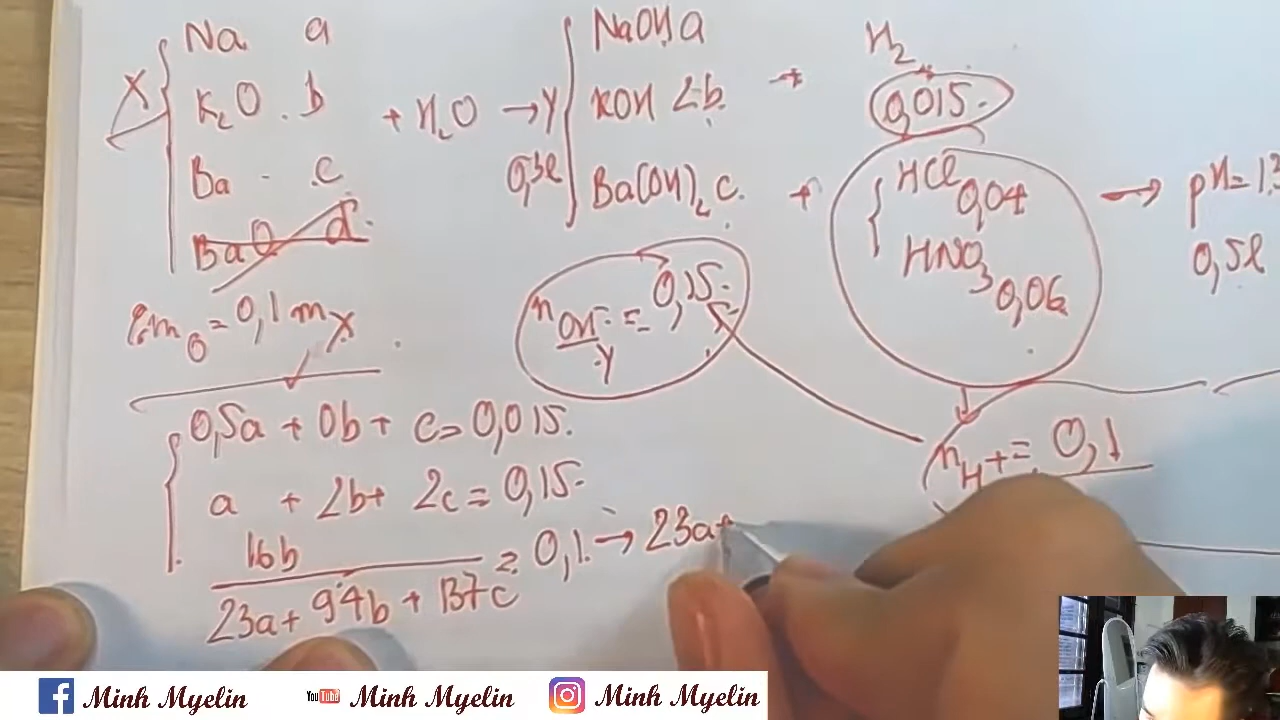 Na a NaOH a H2
X K2O . b + H2O → Y KOH 2b. + 0,015.
Ba - c. 0,3l Ba(OH)2 c. + HCl 0,04 → pH=13
BaO d. HNO3 0,06 0,5l
mO = 0,1 mX nOH- Y = 0,15.
0,5a + 0b + c = 0,015. nH+ = 0,1
a + 2b + 2c = 0,15.
16b = 0,1. → 23a+
23a + 94b + 137c
Minh Myelin YouTube Minh Myelin Minh Myelin